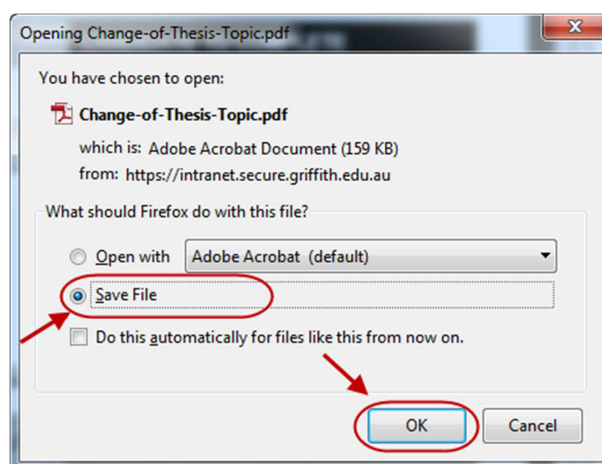 Opening Change-of-Thesis-Topic.pdf
You have chosen to open:
Change-of-Thesis-Topic.pdf
which is: Adobe Acrobat Document (159 KB)
from: https://intranet.secure.griffith.edu.au
What should Firefox do with this file?
Open with Adobe Acrobat (default)
Save File
Do this automatically for files like this from now on.
OK Cancel